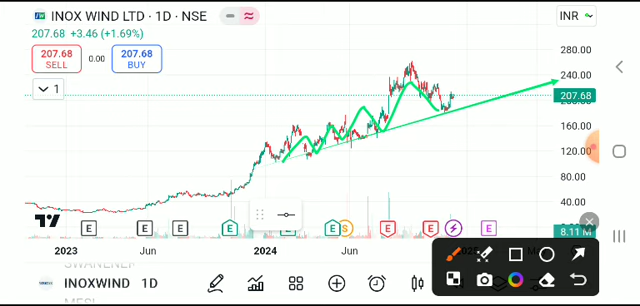 INOX WIND LTD · 1D · NSE
INR
207.68 +3.46 (+1.69%)
207.68 0.00 207.68
SELL BUY
1
280.00
240.00
207.68
160.00
120.00
80.00
40.00
8.11 M
E E E E E S E E E
2023 Jun 2024 Jun
INOXWIND 1D